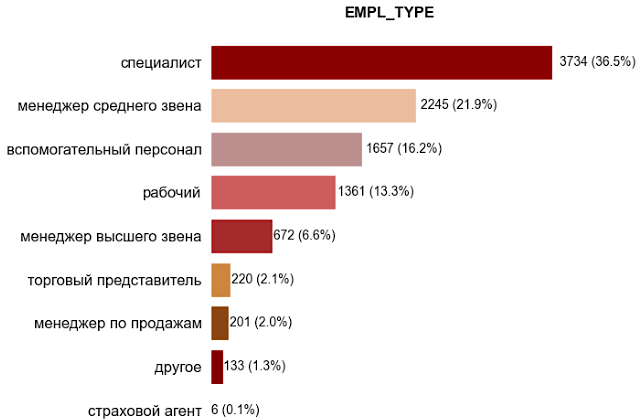 EMPL_TYPE
специалист 3734 (36.5%)
менеджер среднего звена 2245 (21.9%)
вспомогательный персонал 1657 (16.2%)
рабочий 1361 (13.3%)
менеджер высшего звена 672 (6.6%)
торговый представитель 220 (2.1%)
менеджер по продажам 201 (2.0%)
другое 133 (1.3%)
страховой агент 6 (0.1%)